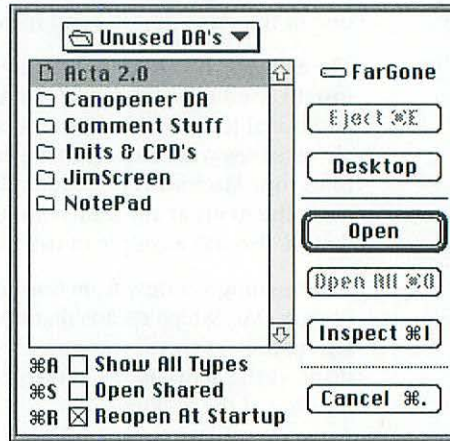 Unused DA's
Acta 2.0
Canopener DA
Comment Stuff
Inits & CPD's
JimScreen
NotePad
FarGone
Eject ⌘E
Desktop
Open
Open All ⌘O
Inspect ⌘I
Cancel ⌘.
⌘A Show All Types
⌘S Open Shared
⌘R Reopen At Startup